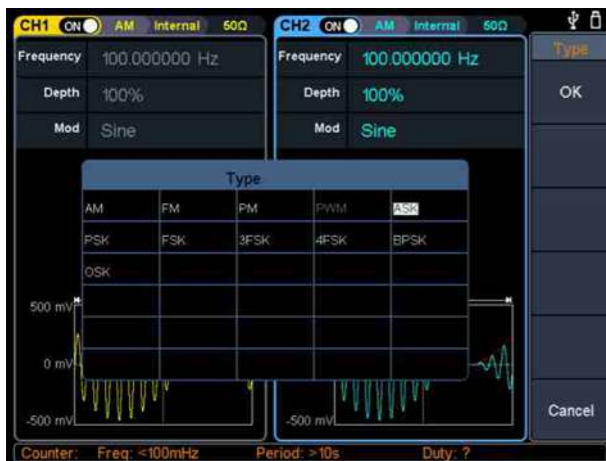 CH1 ON AM Internal 50Ω
Frequency 100.000000 Hz
Depth 100%
Mod Sine
CH2 ON AM Internal 50Ω
Frequency 100.000000 Hz
Depth 100%
Mod Sine
Type
AM FM PM PWM ASK
PSK FSK 3FSK 4FSK BPSK
OSK
500 mV
0 mV
-500 mV
-500 mV
Type
OK
Cancel
Counter: Freq: <100mHz Period: >10s Duty: ?